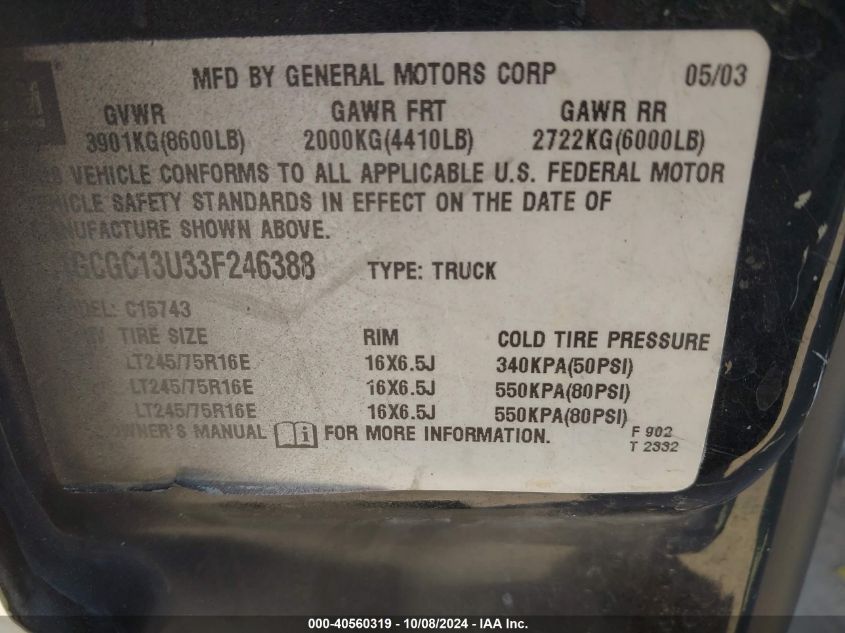 MFD BY GENERAL MOTORS CORP 05/03
GVWR GAWR FRT GAWR RR
3901KG(8600LB) 2000KG(4410LB) 2722KG(6000LB)
VEHICLE CONFORMS TO ALL APPLICABLE U.S. FEDERAL MOTOR
SAFETY STANDARDS IN EFFECT ON THE DATE OF
SHOWN ABOVE.
GCGC13U33F246388 TYPE: TRUCK
C15743
TIRE SIZE RIM COLD TIRE PRESSURE
LT245/75R16E 16X6.5J 340KPA(50PSI)
LT245/75R16E 16X6.5J 550KPA(80PSI)
LT245/75R16E 16X6.5J 550KPA(80PSI)
OWNER'S MANUAL FOR MORE INFORMATION.
F 902
T 2332
000-40560319 - 10/08/2024 - IAA Inc.